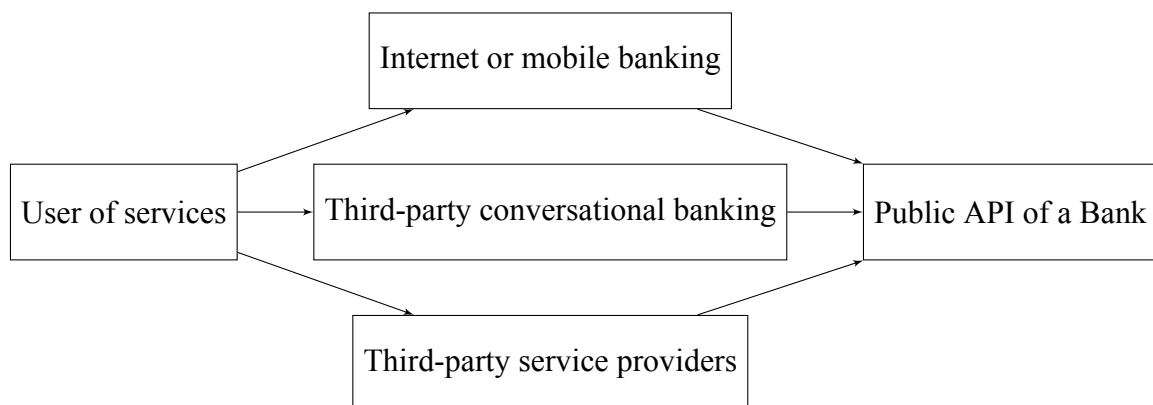 Internet or mobile banking
User of services
Third-party conversational banking
Public API of a Bank
Third-party service providers